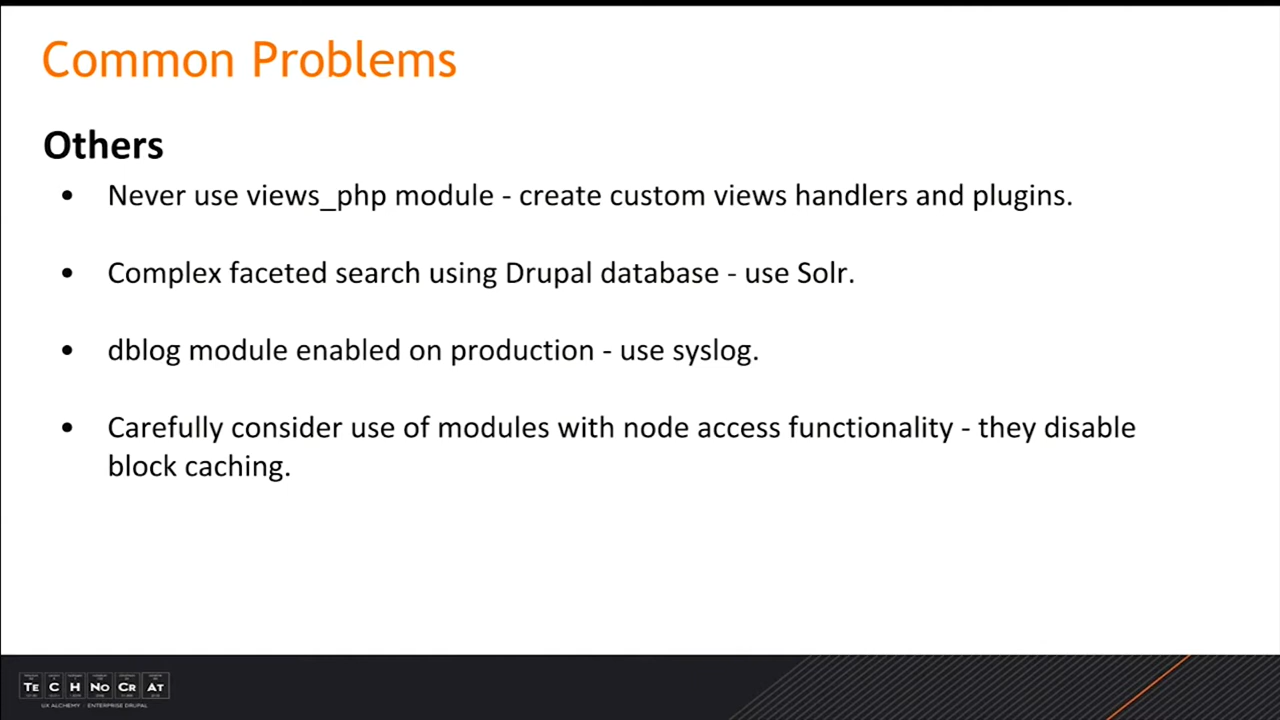 Common Problems
Others
• Never use views_php module - create custom views handlers and plugins.
• Complex faceted search using Drupal database - use Solr.
• dblog module enabled on production - use syslog.
• Carefully consider use of modules with node access functionality - they disable
block caching.
Te C H No Cr At
UX ALCHEMY | ENTERPRISE DRUPAL